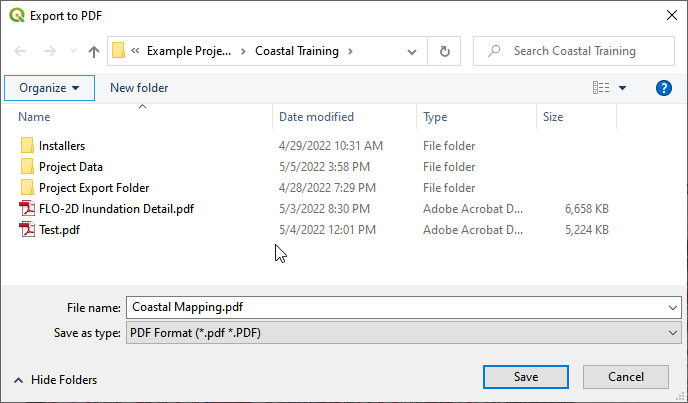 Export to PDF
« Example Proje... > Coastal Training > Search Coastal Training
Organize New folder ?
Name Date modified Type Size
Installers 4/29/2022 10:31 AM File folder
Project Data 5/5/2022 3:58 PM File folder
Project Export Folder 4/28/2022 7:29 PM File folder
FLO-2D Inundation Detail.pdf 5/3/2022 8:30 PM Adobe Acrobat D... 6,658 KB
Test.pdf 5/4/2022 12:01 PM Adobe Acrobat D... 5,224 KB
File name: Coastal Mapping.pdf
Save as type: PDF Format (*.pdf *.PDF)
Hide Folders Save Cancel